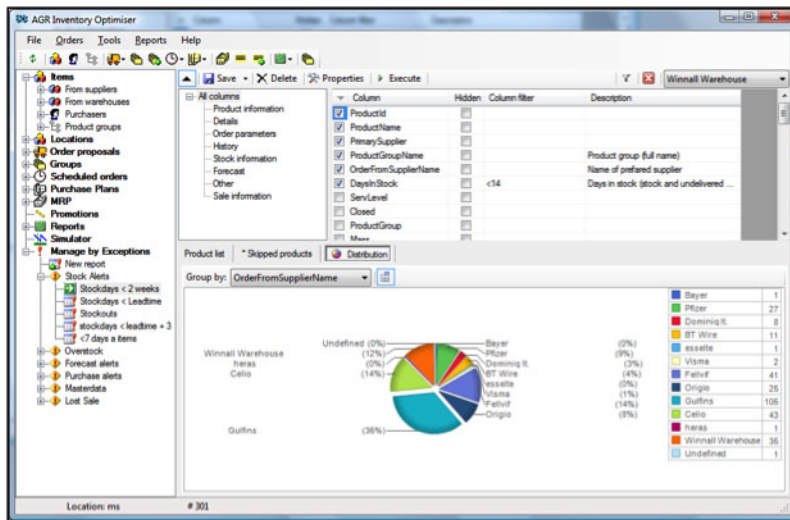 AGR Inventory Optimiser
File Orders Tools Reports Help
Save Delete Properties Execute Winnall Warehouse
Items
From suppliers
From warehouses
Purchasers
Product groups
Locations
Order proposals
Groups
Scheduled orders
Purchase Plans
MRP
Promotions
Reports
Simulator
Manage by Exceptions
New report
Stock Alerts
Stockdays < 2 weeks
Stockdays < Leadtime
Stockouts
stockdays < leadtime + 3
<7 days a items
Overstock
Forecast alerts
Purchase alerts
Masterdata
Lost Sale
All columns
Product information
Details
Order parameters
History
Stock information
Forecast
Other
Sale information
Column Hidden Column filter Description
ProductId
ProductName
PrimarySupplier
ProductGroupName Product group (full name)
OrderFromSupplierName Name of prefared supplier
DaysInStock <14 Days in stock (stock and undelivered ...
ServLevel
Closed
ProductGroup
Mass
Product list * Skipped products Distribution
Group by: OrderFromSupplierName
Undefined (0%)
Winnall Warehouse (12%)
heras (0%)
Celio (14%)
Gulfins (36%)
Bayer (0%)
Pfizer (9%)
Dominiq It. (3%)
BT Wire (4%)
esselte (0%)
Visma (1%)
Fellvif (14%)
Origio (8%)
Bayer 1
Pfizer 27
Dominiq It. 8
BT Wire 11
esselte 1
Visma 2
Fellvif 41
Origio 25
Gulfins 106
Celio 43
heras 1
Winnall Warehouse 36
Undefined 1
Location: ms # 301